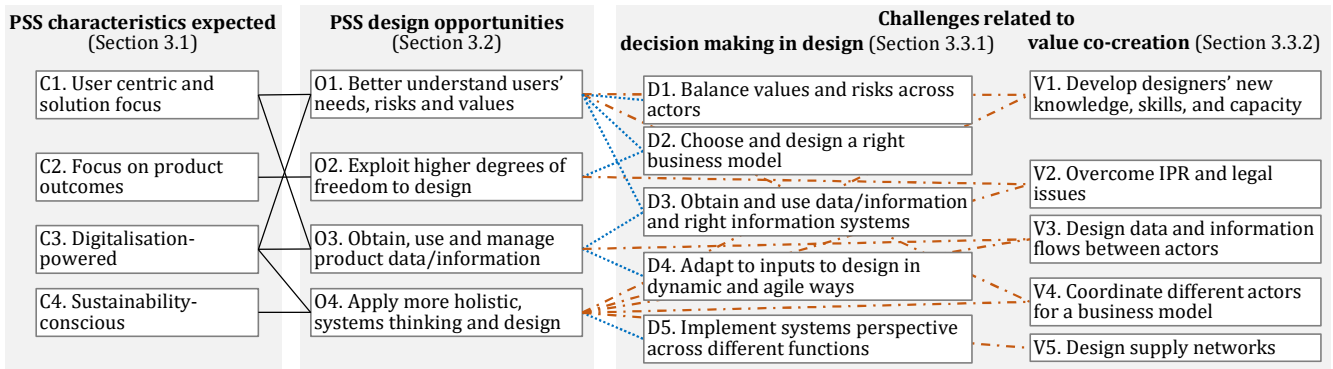 PSS characteristics expected
(Section 3.1)
C1. User centric and
solution focus
C2. Focus on product
outcomes
C3. Digitalisation-
powered
C4. Sustainability-
conscious
PSS design opportunities
(Section 3.2)
O1. Better understand users’
needs, risks and values
O2. Exploit higher degrees of
freedom to design
O3. Obtain, use and manage
product data/information
O4. Apply more holistic,
systems thinking and design
Challenges related to
decision making in design (Section 3.3.1)
D1. Balance values and risks across
actors
D2. Choose and design a right
business model
D3. Obtain and use data/information
and right information systems
D4. Adapt to inputs to design in
dynamic and agile ways
D5. Implement systems perspective
across different functions
value co-creation (Section 3.3.2)
V1. Develop designers’ new
knowledge, skills, and capacity
V2. Overcome IPR and legal
issues
V3. Design data and information
flows between actors
V4. Coordinate different actors
for a business model
V5. Design supply networks